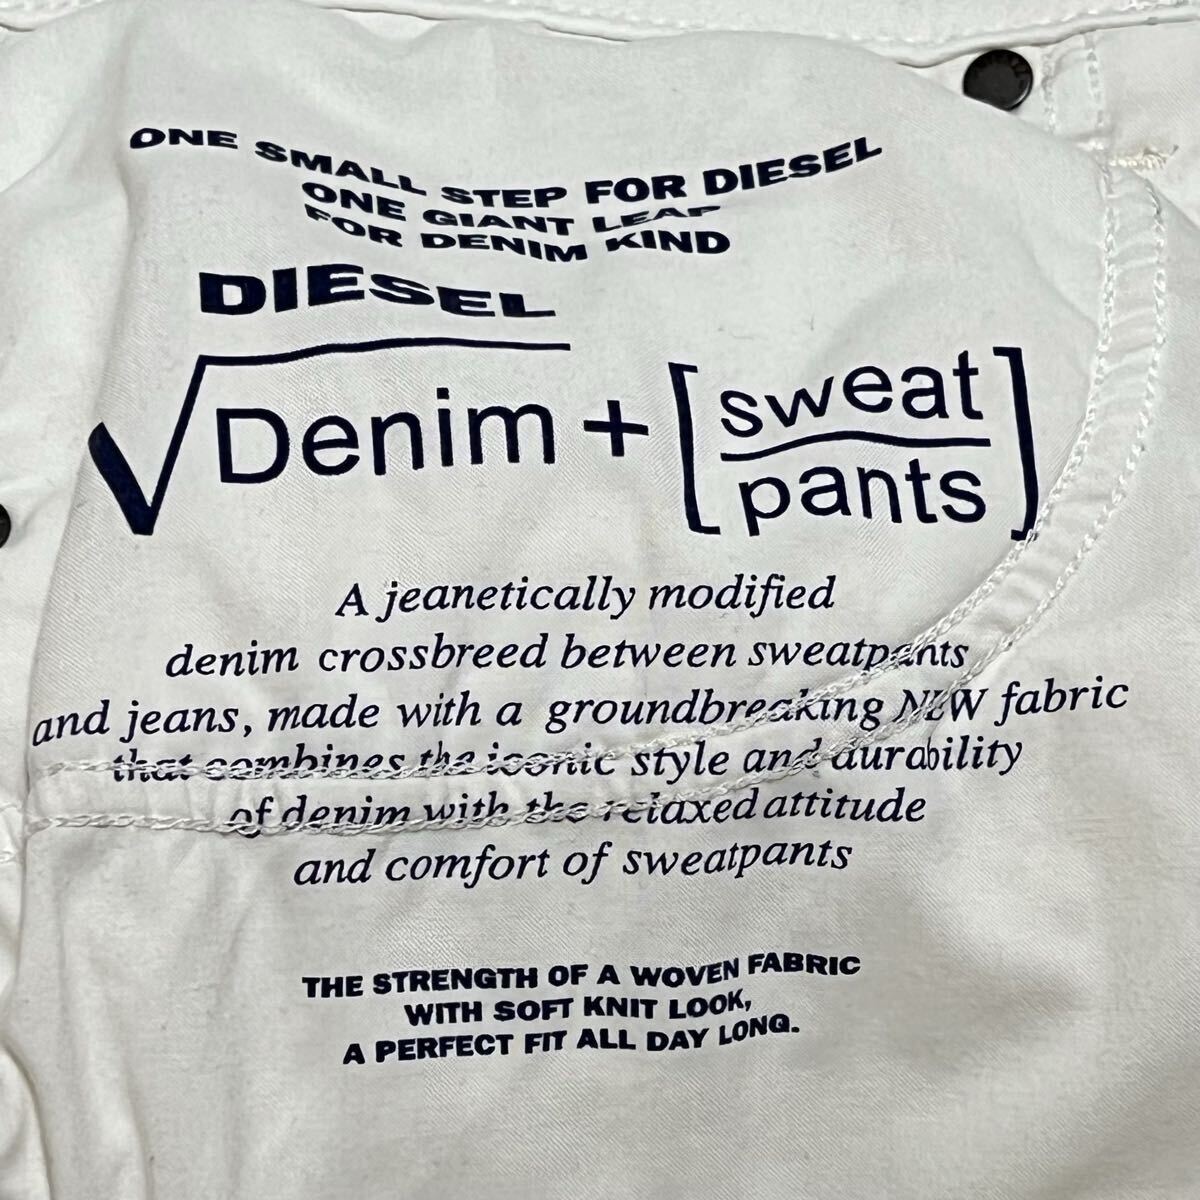 ONE SMALL STEP FOR DIESEL
ONE GIANT LEAP
FOR DENIM KIND
DIESEL
√Denim + [sweat
pants]
A jeanetically modified
denim crossbreed between sweatpants
and jeans, made with a groundbreaking NEW fabric
that combines the iconic style and durability
of denim with the relaxed attitude
and comfort of sweatpants
THE STRENGTH OF A WOVEN FABRIC
WITH SOFT KNIT LOOK,
A PERFECT FIT ALL DAY LONG.